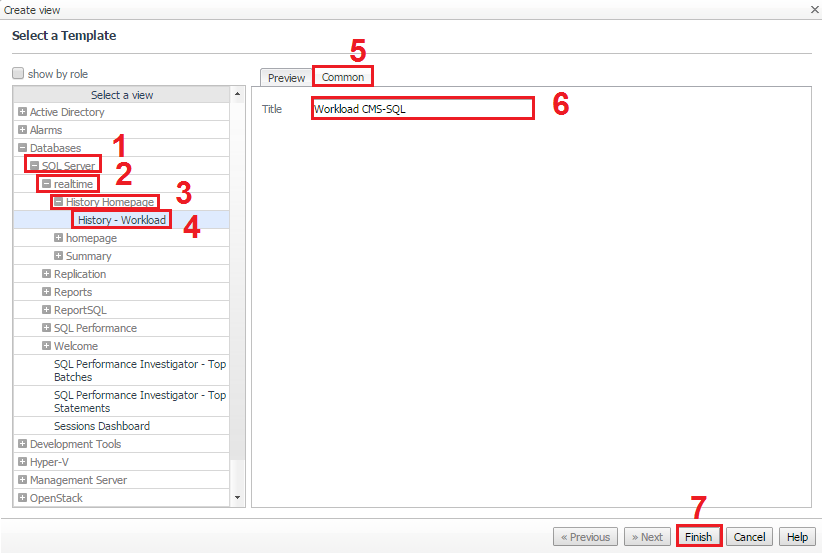 Create view
Select a Template
show by role
Select a view
Active Directory
Alarms
Databases
1
SQL Server
2
realtime
History Homepage
3
History - Workload
4
homepage
Summary
Replication
Reports
ReportSQL
SQL Performance
Welcome
SQL Performance Investigator - Top
Batches
SQL Performance Investigator - Top
Statements
Sessions Dashboard
Development Tools
Hyper-V
Management Server
OpenStack
5
Preview
Common
6
Title
Workload CMS-SQL
7
« Previous
» Next
Finish
Cancel
Help